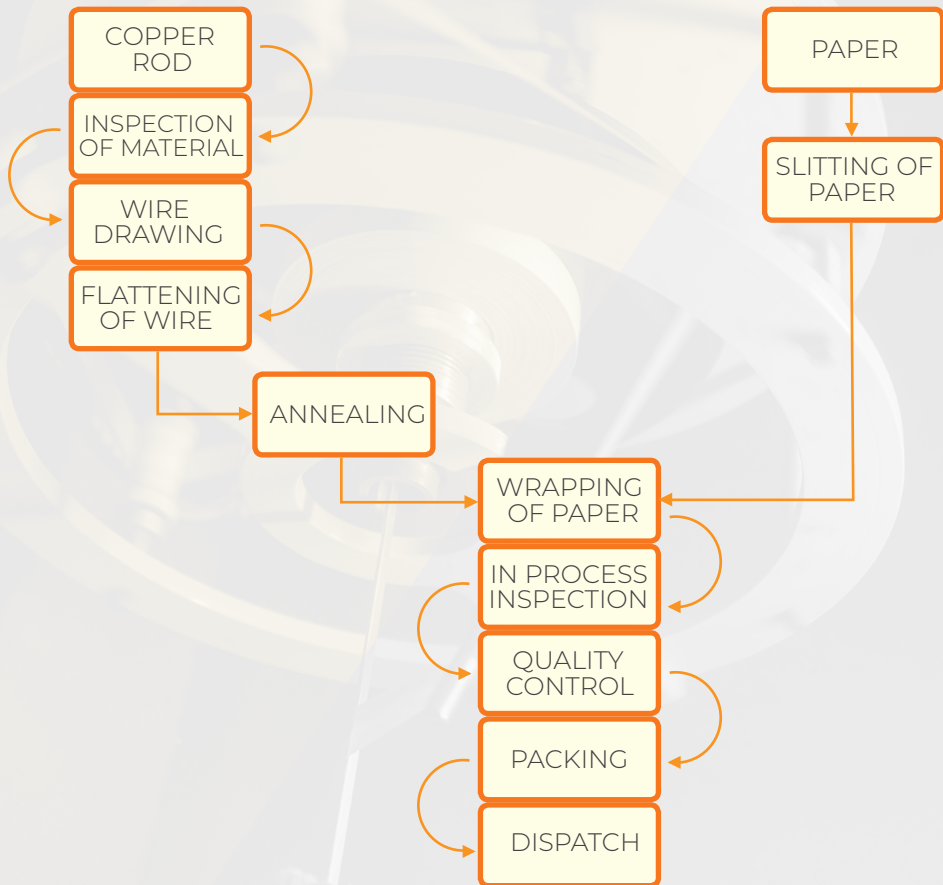 COPPER
ROD
INSPECTION
OF MATERIAL
WIRE
DRAWING
FLATTENING
OF WIRE
ANNEALING
PAPER
SLITTING OF
PAPER
WRAPPING
OF PAPER
IN PROCESS
INSPECTION
QUALITY
CONTROL
PACKING
DISPATCH